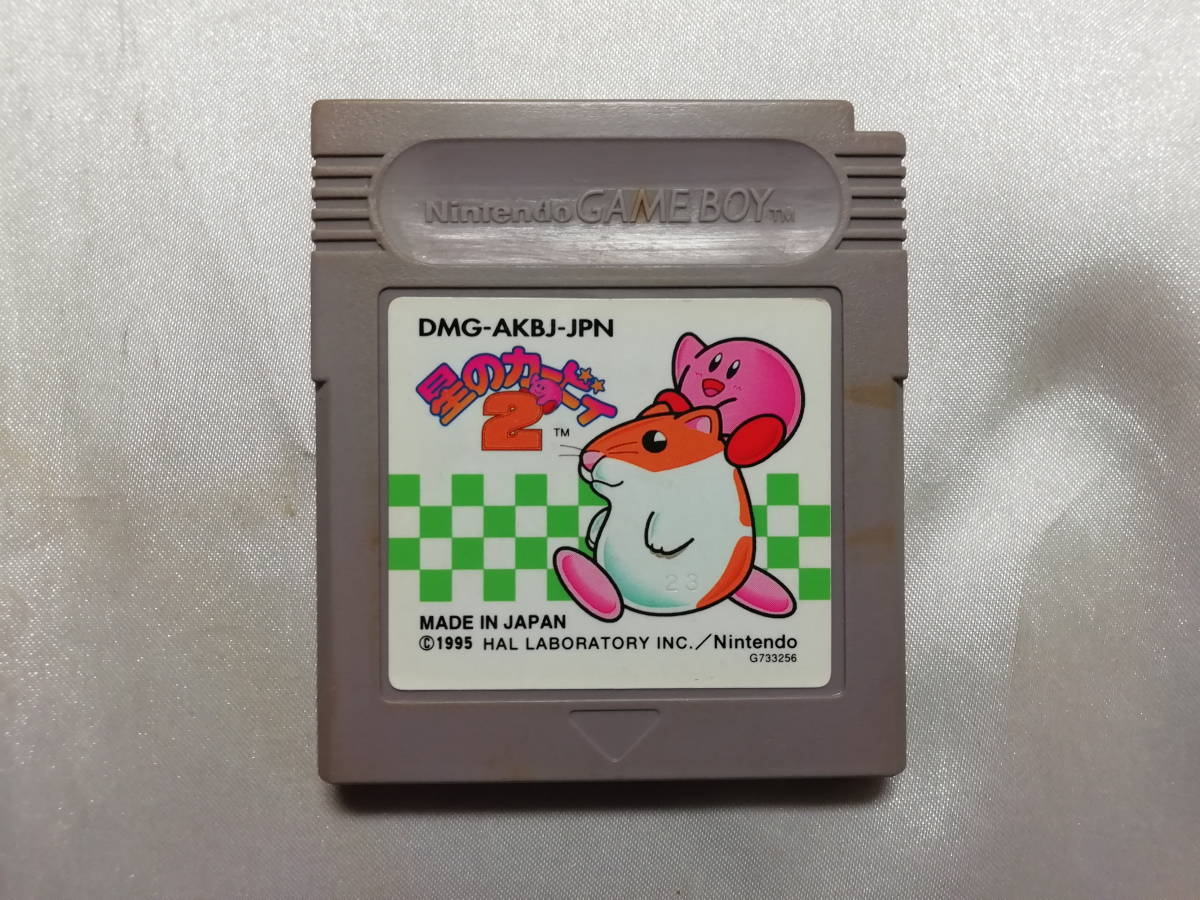 Nintendo GAME BOY TM
DMG-AKBJ-JPN
星のカービィ
2 TM
23
MADE IN JAPAN
©1995 HAL LABORATORY INC.／Nintendo
G733256